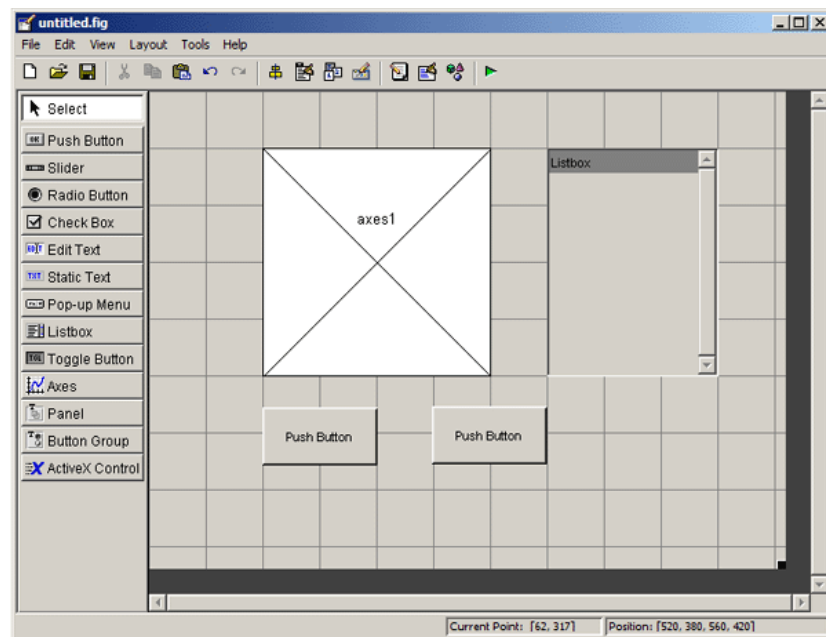 untitled.fig
File Edit View Layout Tools Help
Select
Push Button
Slider
Radio Button
Check Box
Edit Text
Static Text
Pop-up Menu
Listbox
Toggle Button
Axes
Panel
Button Group
ActiveX Control
axes1
Listbox
Push Button
Push Button
Current Point: [62, 317] Position: [520, 380, 560, 420]